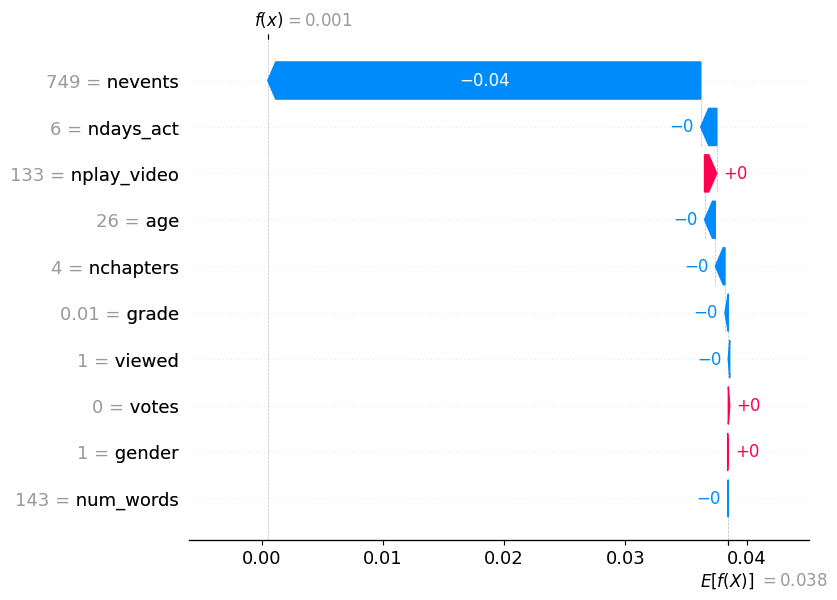 f(x) = 0.001
749 = nevents
−0.04
6 = ndays_act
−0
133 = nplay_video
+0
26 = age
−0
4 = nchapters
−0
0.01 = grade
−0
1 = viewed
−0
0 = votes
+0
1 = gender
+0
143 = num_words
−0
0.00 0.01 0.02 0.03 0.04
E[f(X)] = 0.038